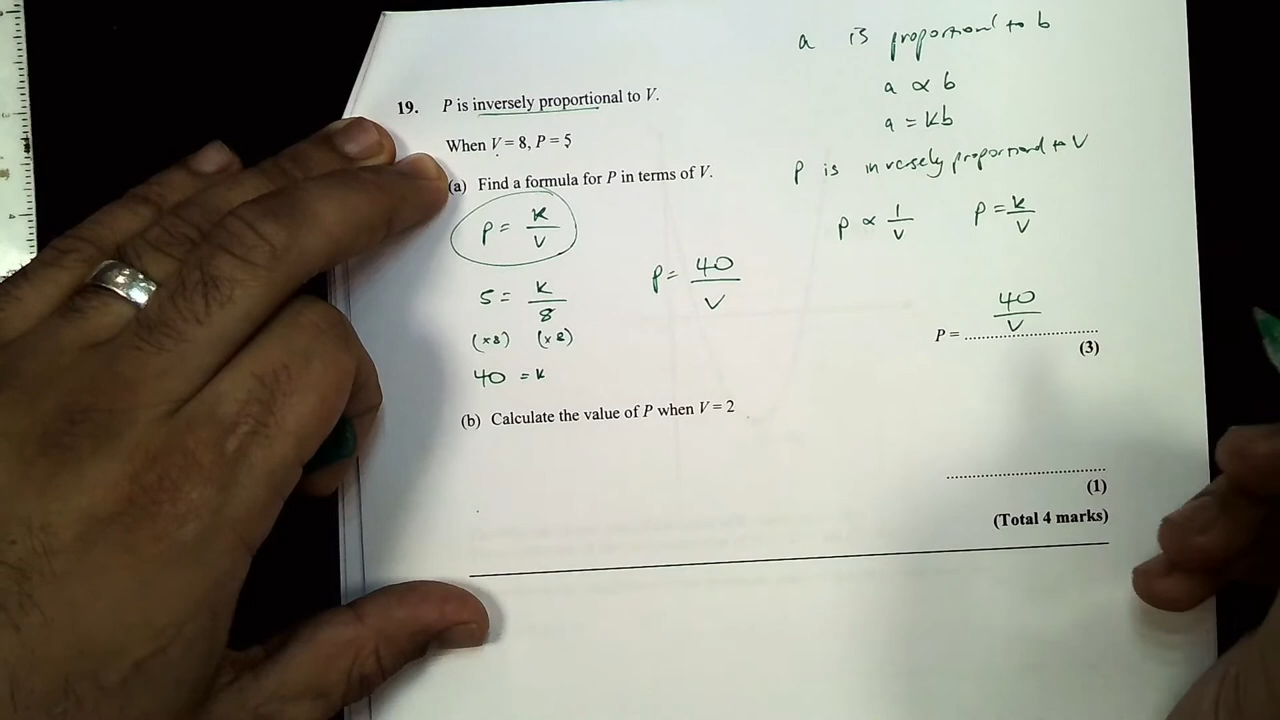 a is proportional to b
a ∝ b
a = kb
19. P is inversely proportional to V.
When V = 8, P = 5
(a) Find a formula for P in terms of V.
P is inversely proportional to V
P ∝ 1/V P = k/V
P = k/V
5 = k/8
(×8) (×8)
40 = k
P = 40/V
P = 40/V
(3)
(b) Calculate the value of P when V = 2
(1)
(Total 4 marks)